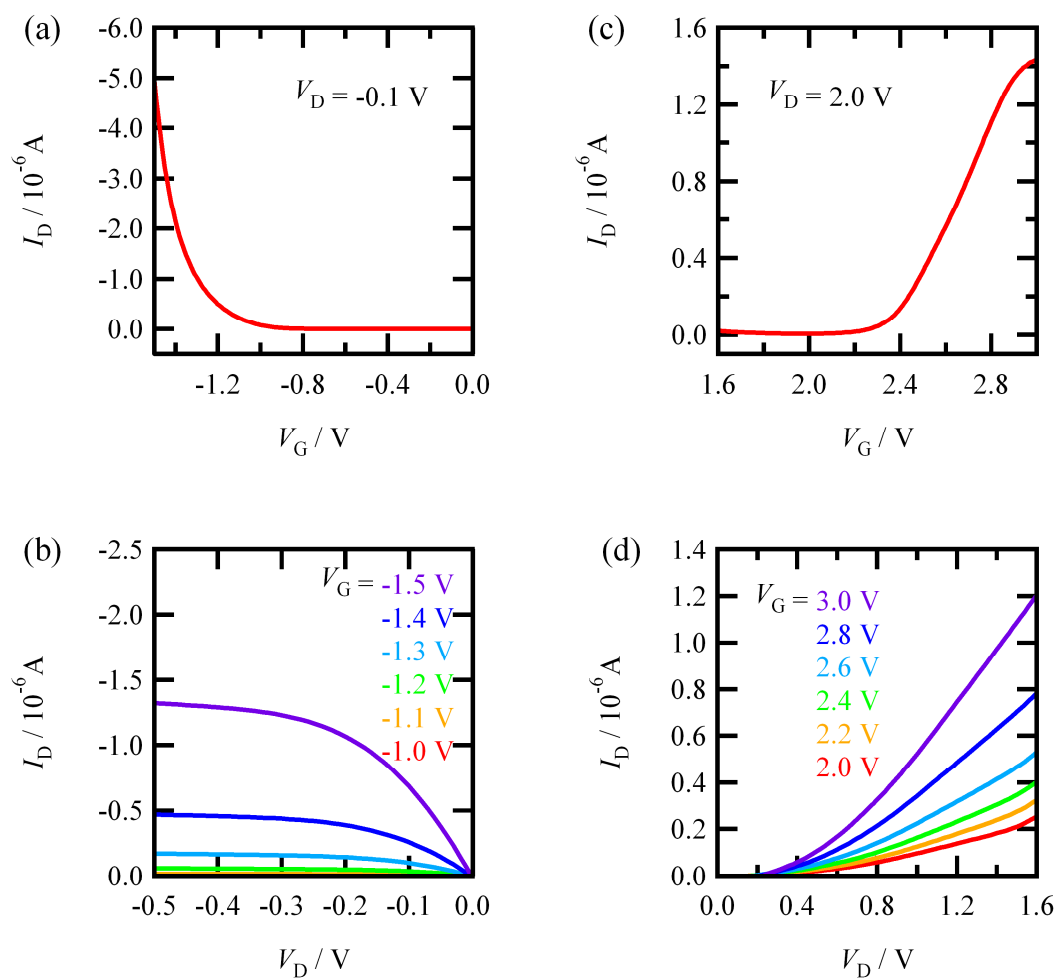 (a)
-6.0
-5.0
-4.0
-3.0
-2.0
-1.0
0.0
I_D / 10^-6 A
V_D = -0.1 V
-1.2
-0.8
-0.4
0.0
V_G / V
(c)
1.6
1.4
0.8
0.4
0.0
I_D / 10^-6 A
V_D = 2.0 V
1.6
2.0
2.4
2.8
V_G / V
(b)
-2.5
-2.0
-1.5
-1.0
-0.5
0.0
I_D / 10^-6 A
V_G = -1.5 V
-1.4 V
-1.3 V
-1.2 V
-1.1 V
-1.0 V
-0.5
-0.4
-0.3
-0.2
-0.1
0.0
V_D / V
(d)
1.4
1.2
1.0
0.8
0.6
0.4
0.2
0.0
I_D / 10^-6 A
V_G = 3.0 V
2.8 V
2.6 V
2.4 V
2.2 V
2.0 V
0.0
0.4
0.8
1.2
1.6
V_D / V